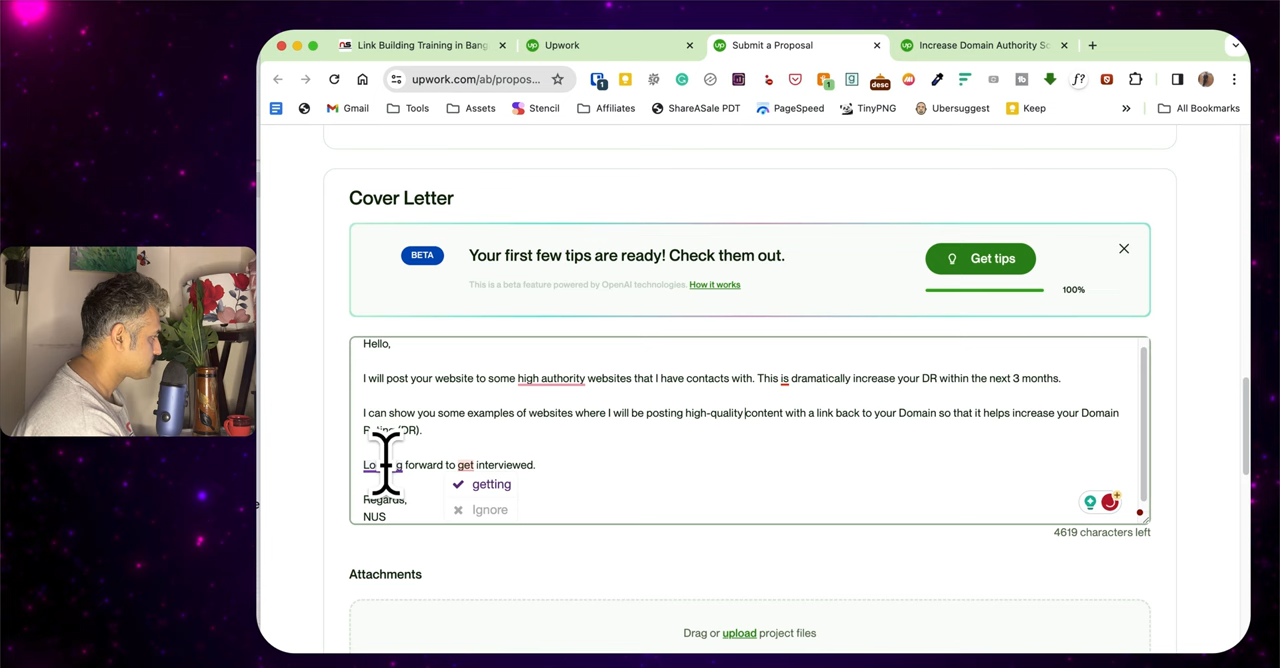 Link Building Training in Bang
Upwork
Submit a Proposal
Increase Domain Authority Sc
upwork.com/ab/propos...
1
1
desc
f?
Gmail
Tools
Assets
Stencil
Affiliates
ShareASale PDT
PageSpeed
TinyPNG
Ubersuggest
Keep
All Bookmarks
Cover Letter
BETA
Your first few tips are ready! Check them out.
Get tips
This is a beta feature powered by OpenAI technologies. How it works
100%
Hello,
I will post your website to some high authority websites that I have contacts with. This is dramatically increase your DR within the next 3 months.
I can show you some examples of websites where I will be posting high-quality content with a link back to your Domain so that it helps increase your Domain
(DR).
forward to get interviewed.
getting
Regards,
Ignore
NUS
4619 characters left
Attachments
Drag or upload project files